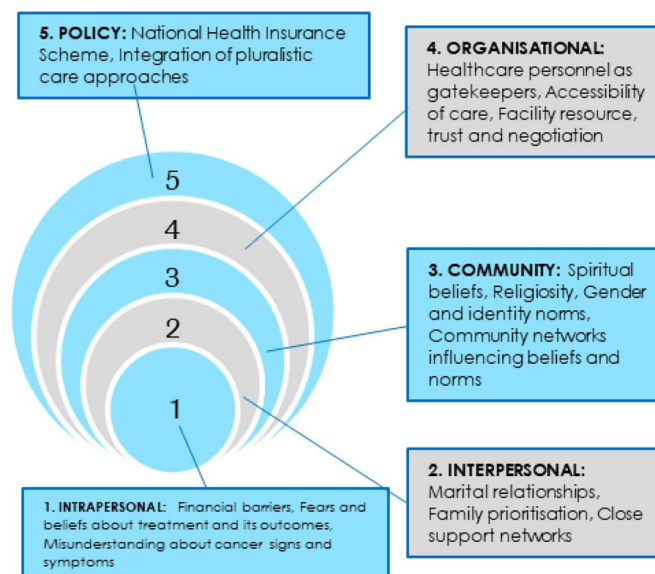 5. POLICY: National Health Insurance
Scheme, Integration of pluralistic
care approaches
4. ORGANISATIONAL:
Healthcare personnel as
gatekeepers, Accessibility
of care, Facility resource,
trust and negotiation
5
4
3
2
1
3. COMMUNITY: Spiritual
beliefs, Religiosity, Gender
and identity norms,
Community networks
influencing beliefs and
norms
2. INTERPERSONAL:
Marital relationships,
Family prioritisation, Close
support networks
1. INTRAPERSONAL: Financial barriers, Fears and
beliefs about treatment and its outcomes,
Misunderstanding about cancer signs and
symptoms